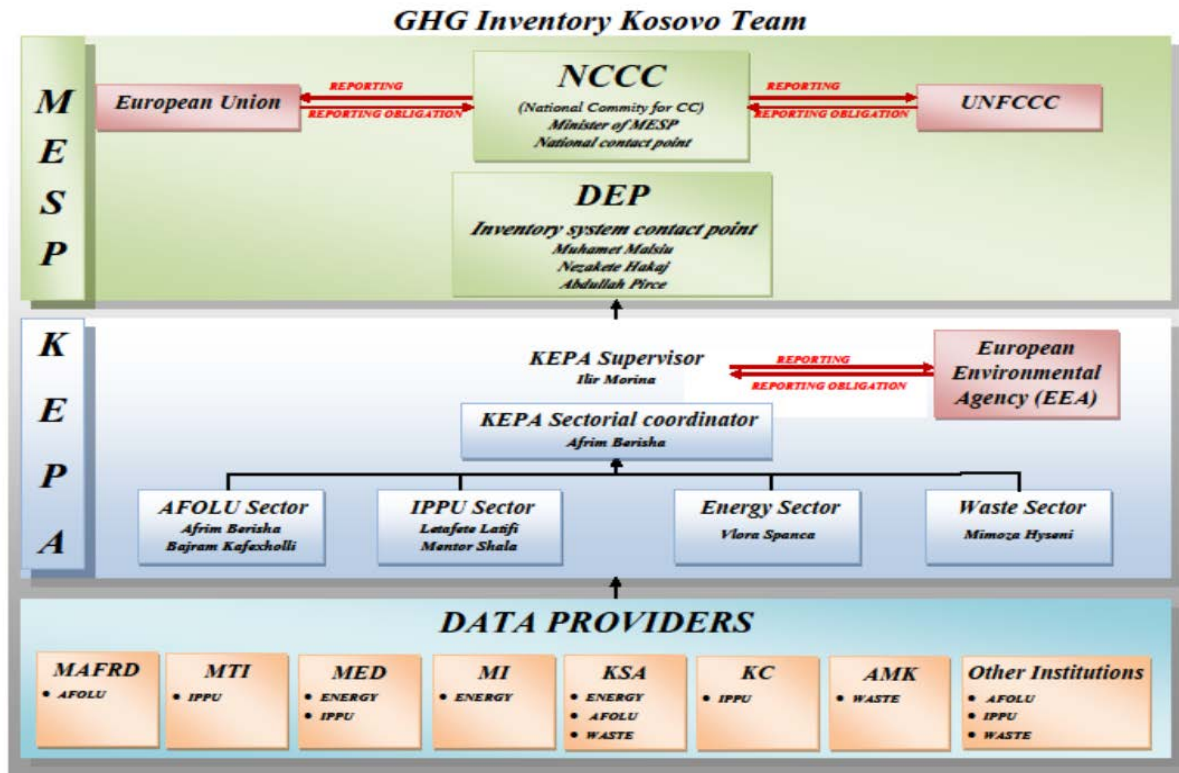 GHG Inventory Kosovo Team
M
E
S
P
European Union
REPORTING
REPORTING OBLIGATION
NCCC
(National Commity for CC)
Minister of MESP
National contact point
REPORTING
REPORTING OBLIGATION
UNFCCC
DEP
Inventory system contact point
Muhamet Malsiu
Nezakete Hakaj
Abdullah Pirce
K
E
P
A
KEPA Supervisor
Ilir Morina
REPORTING
REPORTING OBLIGATION
European
Environmental
Agency (EEA)
KEPA Sectorial coordinator
Afrim Berisha
AFOLU Sector
Afrim Berisha
Bajram Kafexholli
IPPU Sector
Letafete Latifi
Mentor Shala
Energy Sector
Vlora Spanca
Waste Sector
Mimoza Hyseni
DATA PROVIDERS
MAFRD
• AFOLU
MTI
• IPPU
MED
• ENERGY
• IPPU
MI
• ENERGY
KSA
• ENERGY
• AFOLU
• WASTE
KC
• IPPU
AMK
• WASTE
Other Institutions
• AFOLU
• IPPU
• WASTE